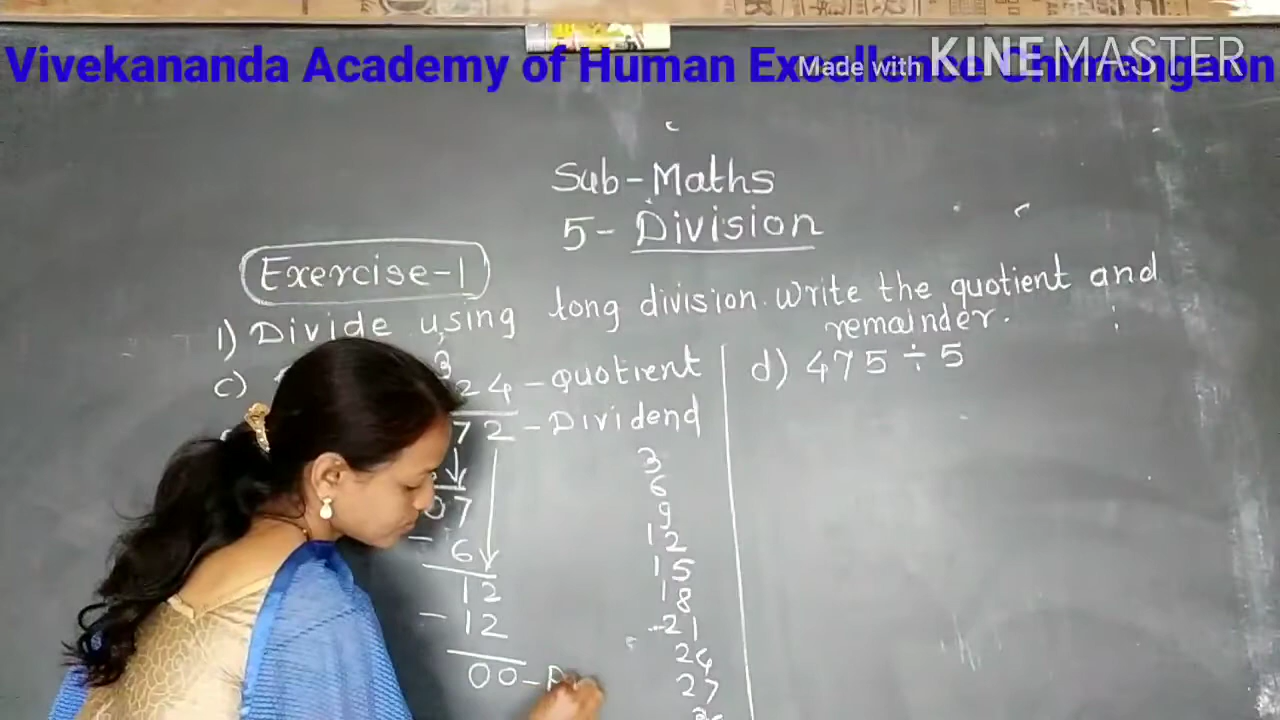 Vivekananda Academy of Human Excellence Chimangaon
Made with KINEMASTER
Sub-Maths
5- Division
Exercise-1
1) Divide using long division. Write the quotient and
remainder.
c)
3
24 - Quotient
72 - Dividend
07
- 6
12
- 12
00 -
3
6
9
12
15
18
21
24
27
d) 475 ÷ 5